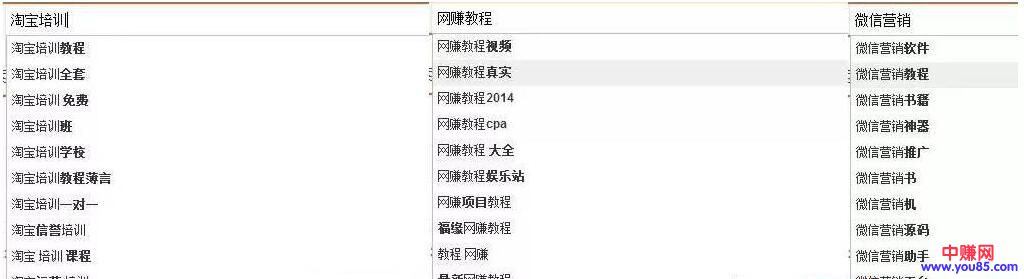 淘宝培训
淘宝培训教程
淘宝培训全套
淘宝培训 免费
淘宝培训班
淘宝培训学校
淘宝培训教程薄言
淘宝培训一对一
淘宝信誉培训
淘宝 培训 课程
网赚教程
网赚教程视频
网赚教程真实
网赚教程2014
网赚教程cpa
网赚教程 大全
网赚教程娱乐站
网赚项目教程
福缘网赚教程
教程 网赚
最新网赚教程
微信营销
微信营销软件
微信营销教程
微信营销书籍
微信营销神器
微信营销推广
微信营销书
微信营销机
微信营销源码
微信营销助手
中赚网
www.you85.com